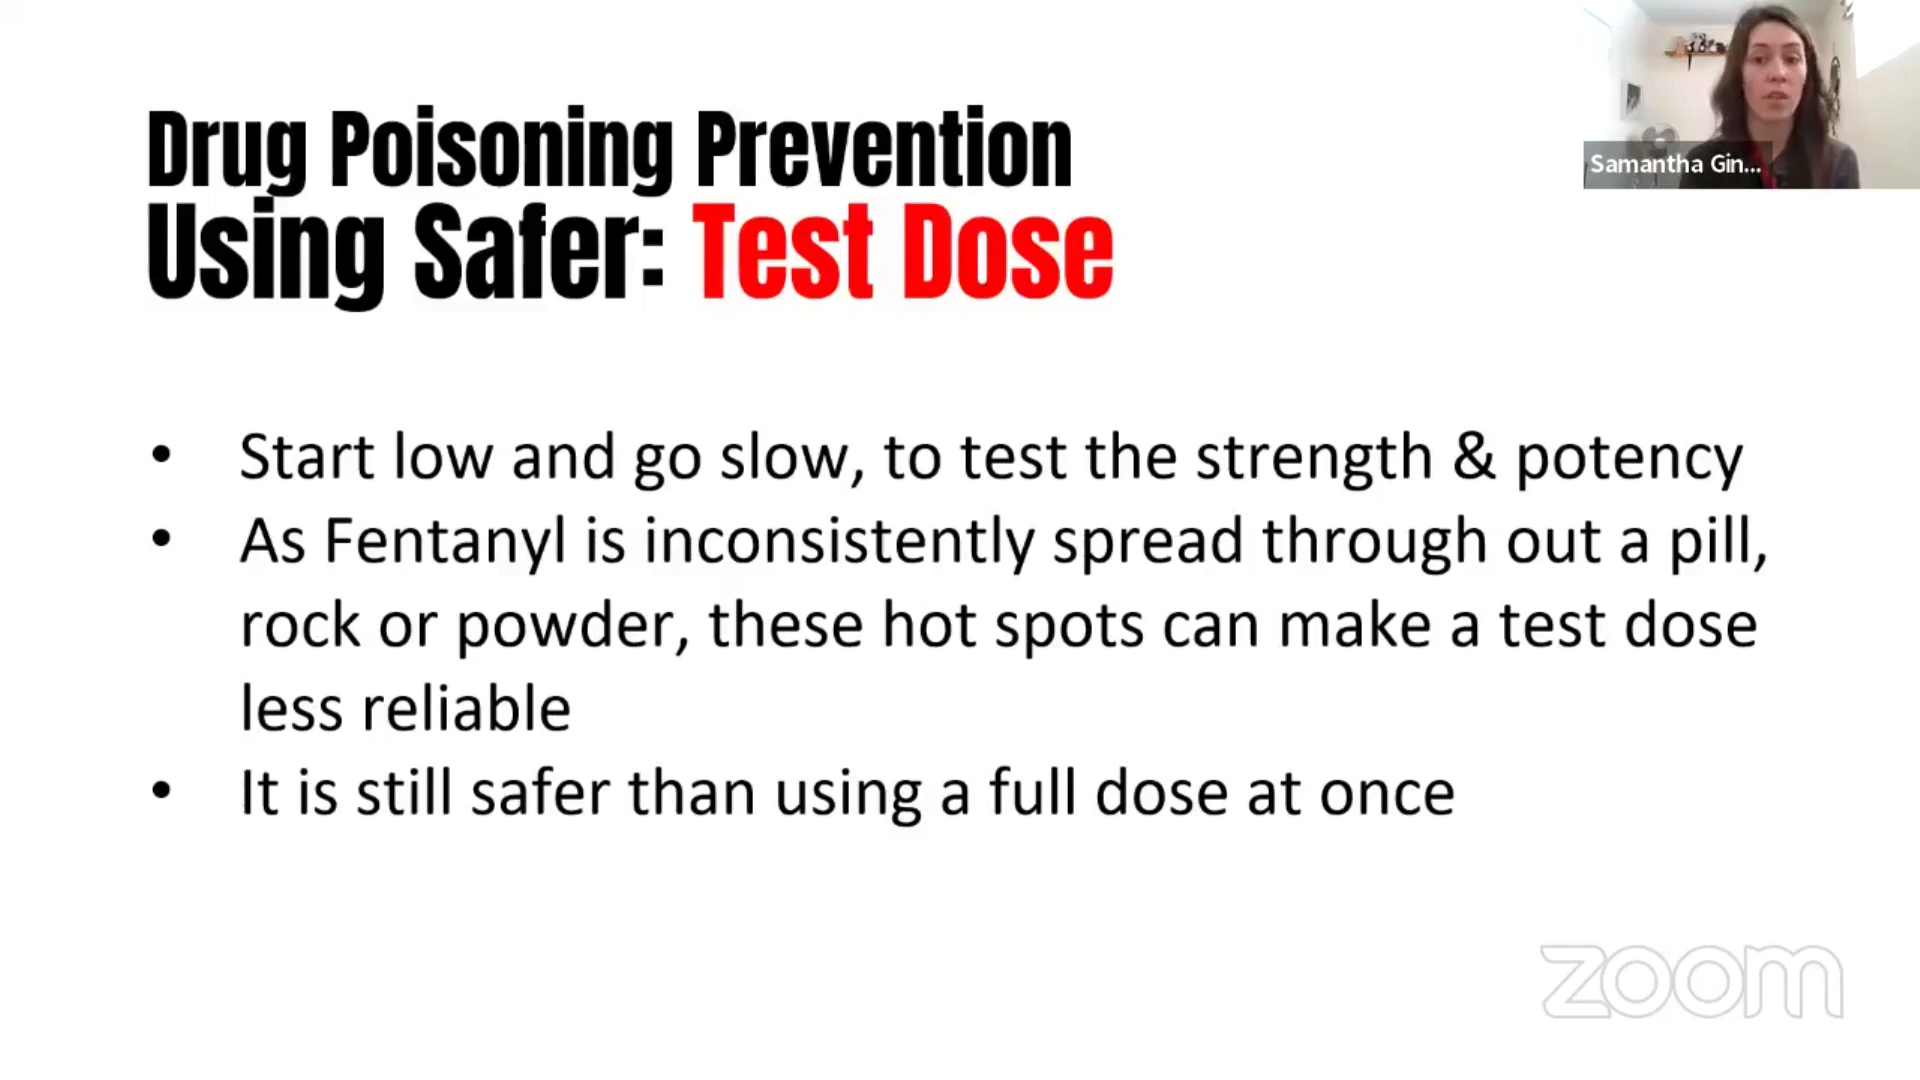 Drug Poisoning Prevention
Using Safer: Test Dose
Samantha Gin...
• Start low and go slow, to test the strength & potency
• As Fentanyl is inconsistently spread through out a pill,
rock or powder, these hot spots can make a test dose
less reliable
• It is still safer than using a full dose at once
zoom